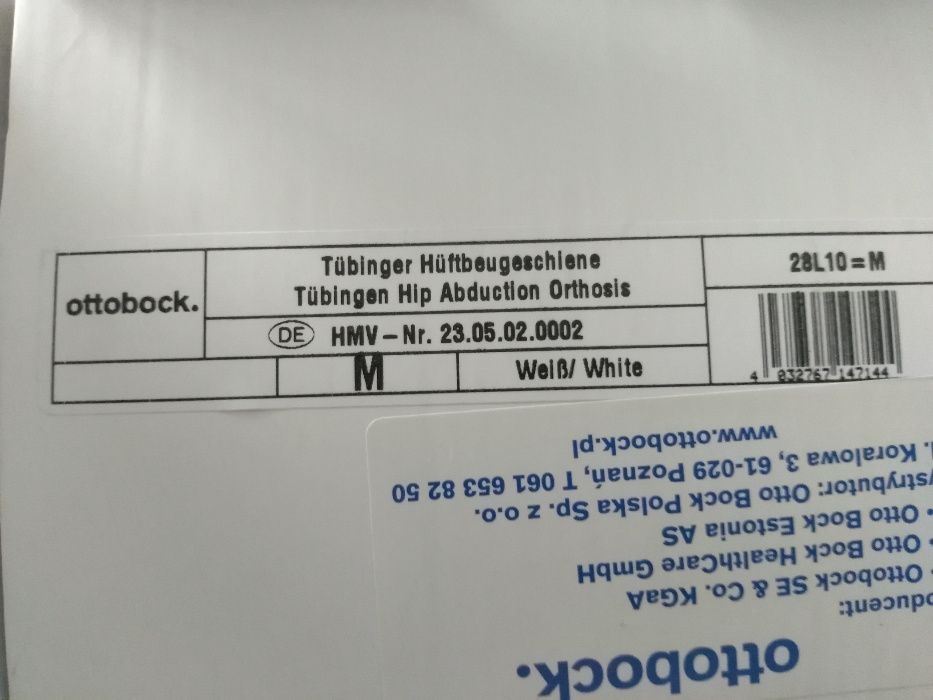 ottobock.
Tübinger Hüftbeugeschiene
Tübingen Hip Abduction Orthosis
DE HMV-Nr. 23.05.02.0002
M
Weiß/ White
28L10=M
4 032767 147144
ottobock.
ducent:
Ottobock SE & Co. KGaA
• Otto Bock HealthCare GmbH
• Otto Bock Estonia AS
ystrybutor: Otto Bock Polska Sp. z o.o.
l. Koralowa 3, 61-029 Poznań, T 061 653 82 50
www.ottobock.pl